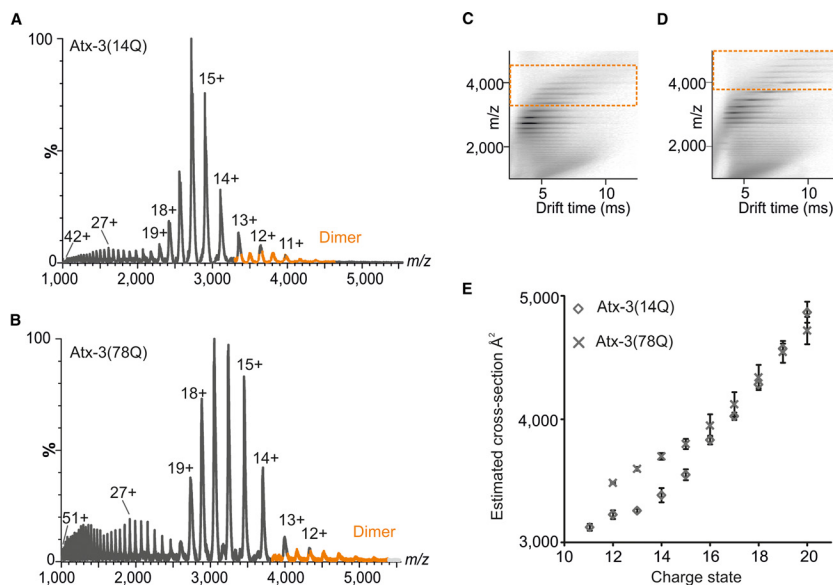 A
Atx-3(14Q)
100
%
0
42+
27+
19+
18+
15+
14+
13+
12+
11+
Dimer
1,000
2,000
3,000
4,000
5,000
m/z
B
Atx-3(78Q)
100
%
0
51+
27+
19+
18+
15+
14+
13+
12+
Dimer
1,000
2,000
3,000
4,000
5,000
m/z
C
4,000
m/z
2,000
5
10
Drift time (ms)
D
4,000
m/z
2,000
5
10
Drift time (ms)
E
5,000
4,000
3,000
Estimated cross-section Å²
Atx-3(14Q)
Atx-3(78Q)
10
12
14
16
18
20
Charge state